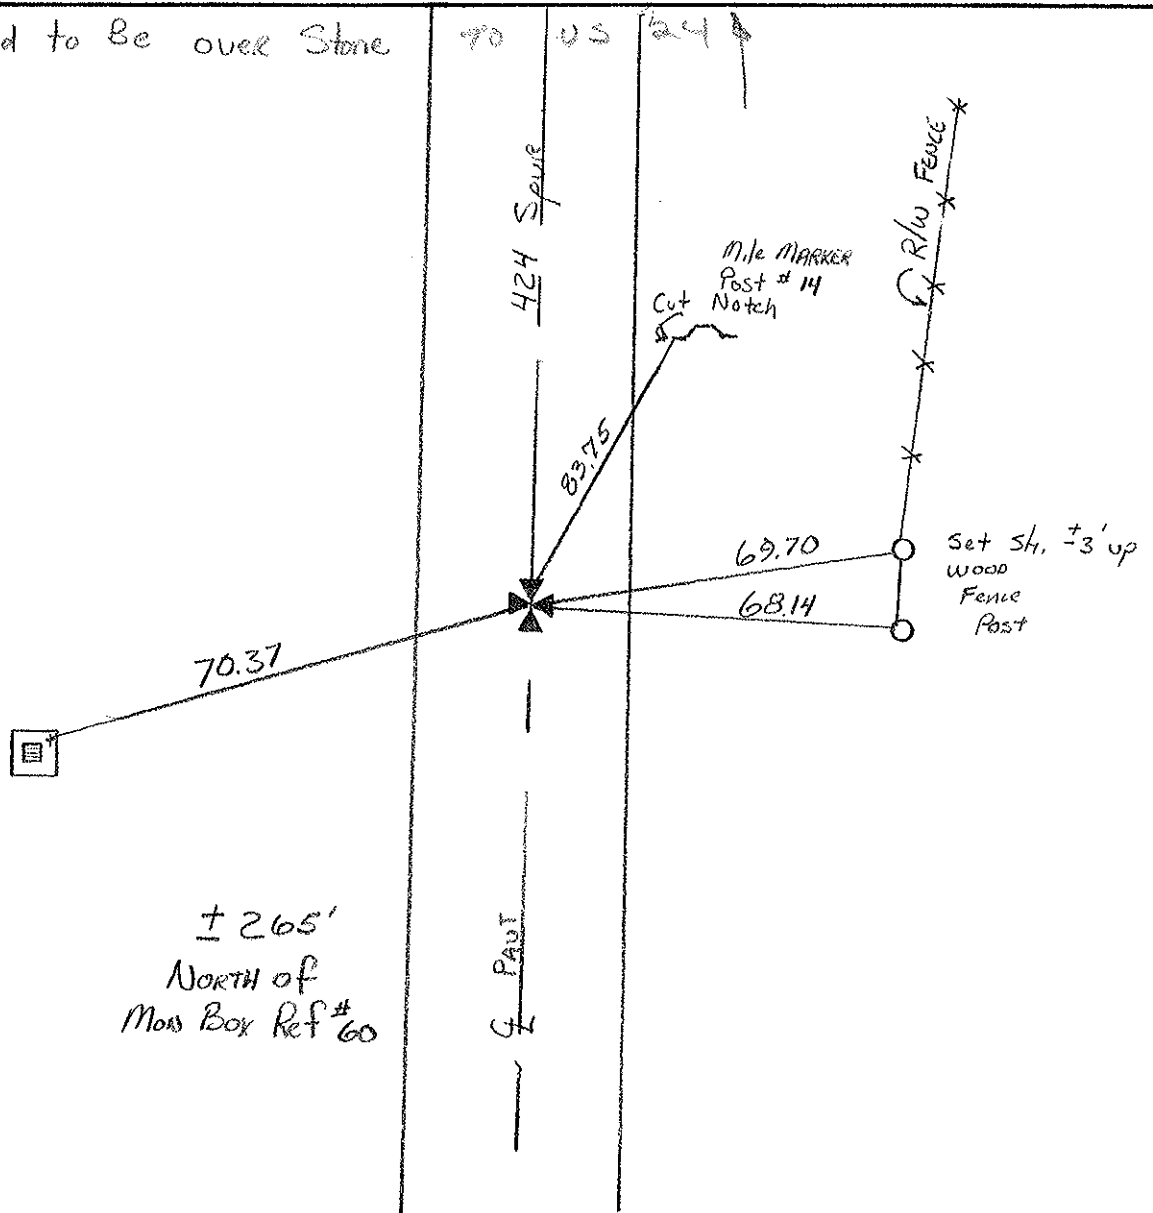 d to Be over Stone
TO US 24
424 Spur
R/W FENCE
Mile MARKER
Post # 14
Cut Notch
83.75
69.70
68.14
Set Sh. ±3' up
WOOD
Fence
Post
70.37
± 265'
NORTH of
Mon Box Ref #60
℄ PAVT